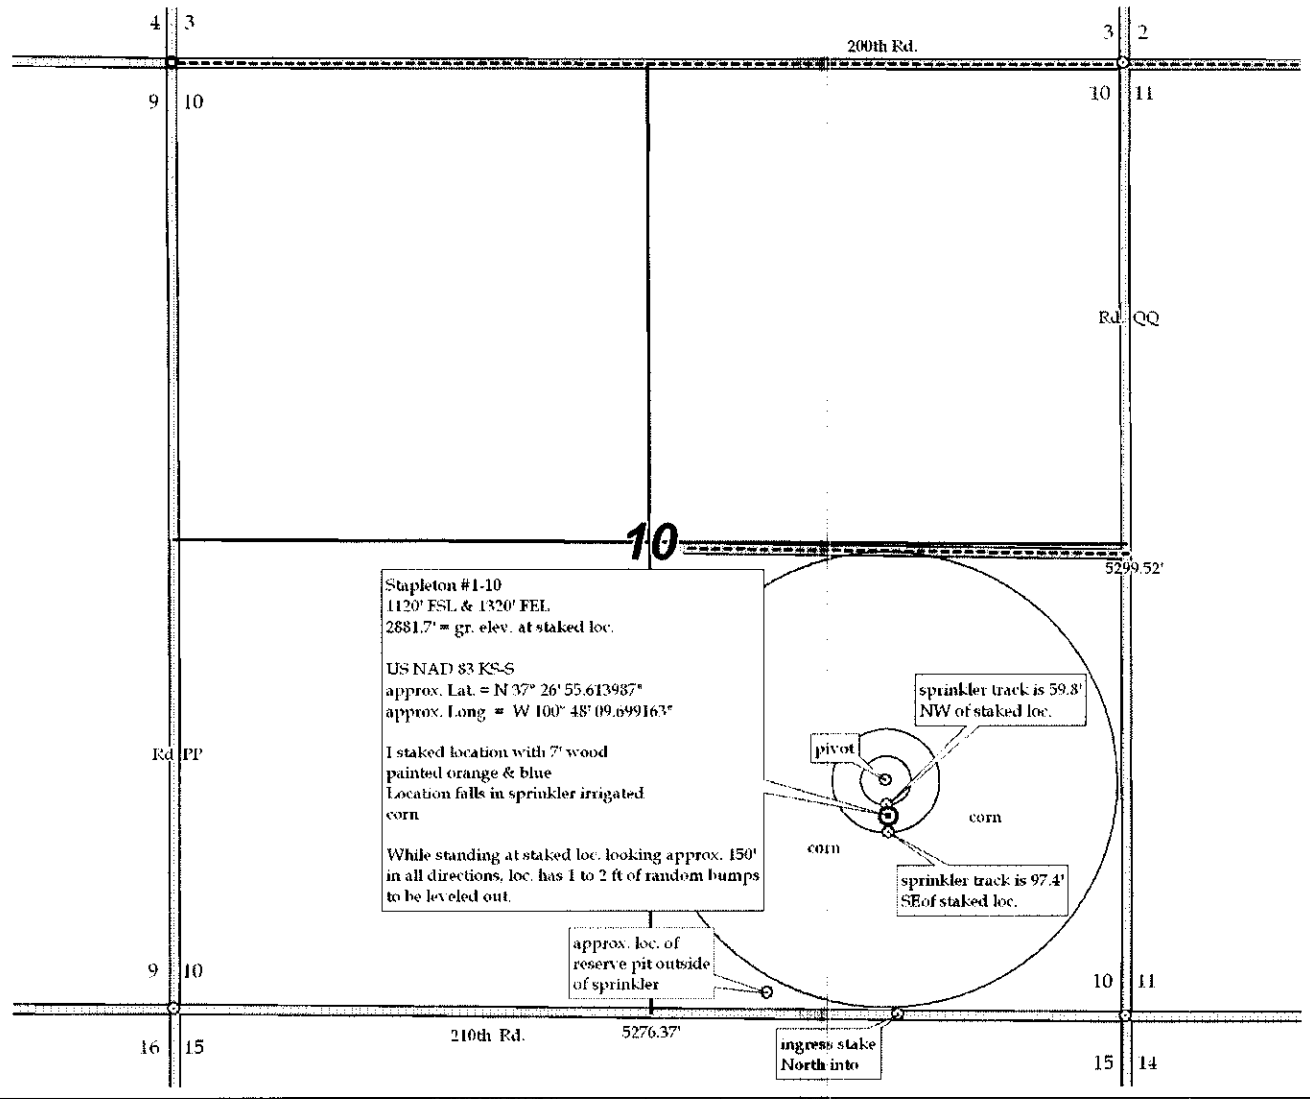 4 3
3 2
200th Rd.
9 10
10 11
Rd. QQ
10
5299.52'
Stapleton #1-10
1120' FSL & 1320' FEL
2881.7' = gr. elev. at staked loc.
US NAD 83 KS-S
approx. Lat. = N 37° 26' 55.613987"
approx. Long = W 100° 48' 09.699163"
I staked location with 7' wood
painted orange & blue
Location falls in sprinkler irrigated
corn
While standing at staked loc. looking approx. 150'
in all directions, loc. has 1 to 2 ft of random bumps
to be leveled out.
sprinkler track is 59.8'
NW of staked loc.
pivot
Rd PP
corn
corn
sprinkler track is 97.4'
SEof staked loc.
approx. loc. of
reserve pit outside
of sprinkler
9 10
10 11
210th Rd.
5276.37'
ingress stake
North into
16 15
15 14